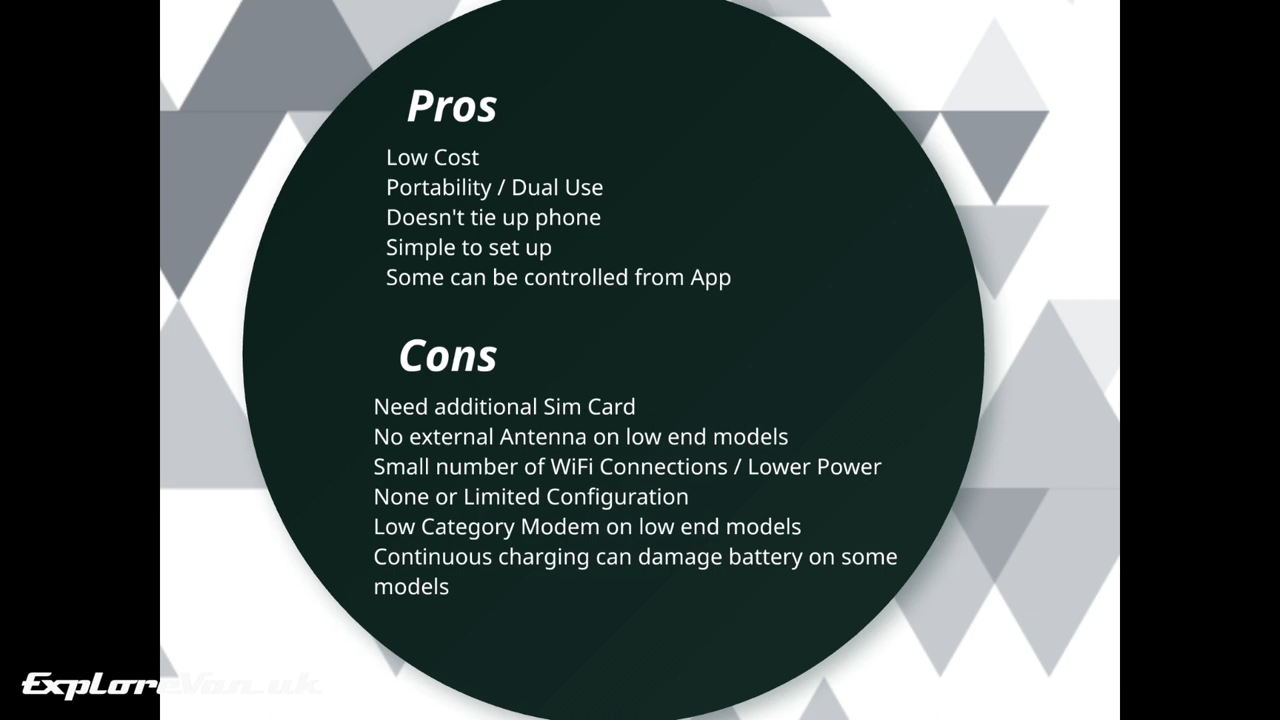 Pros
Low Cost
Portability / Dual Use
Doesn't tie up phone
Simple to set up
Some can be controlled from App
Cons
Need additional Sim Card
No external Antenna on low end models
Small number of WiFi Connections / Lower Power
None or Limited Configuration
Low Category Modem on low end models
Continuous charging can damage battery on some
models
ExploreVan.uk